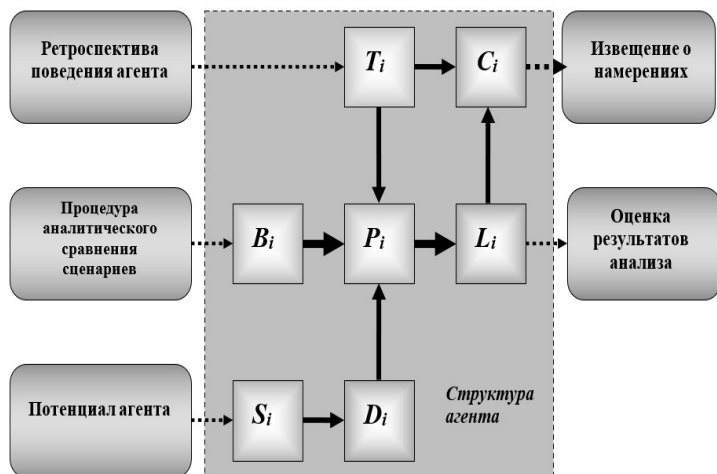 Ретроспектива
поведения агента
Ti
Ci
Извещение о
намерениях
Процедура
аналитического
сравнения
сценариев
Bi
Pi
Li
Оценка
результатов
анализа
Потенциал агента
Si
Di
Структура
агента